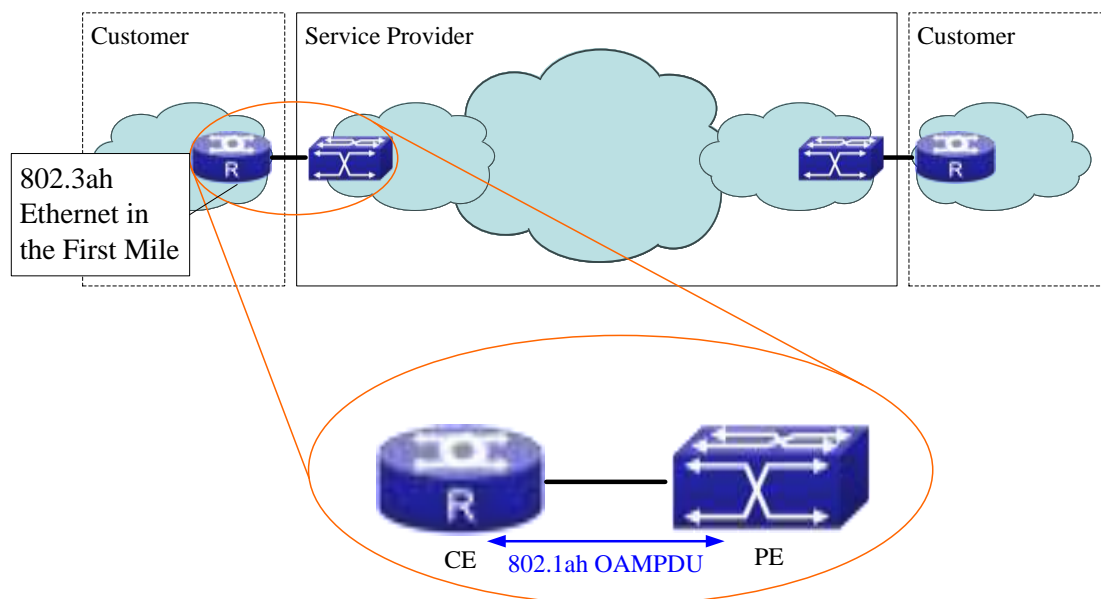 Customer
Service Provider
Customer
R
R
802.3ah
Ethernet in
the First Mile
R
CE
802.1ah OAMPDU
PE